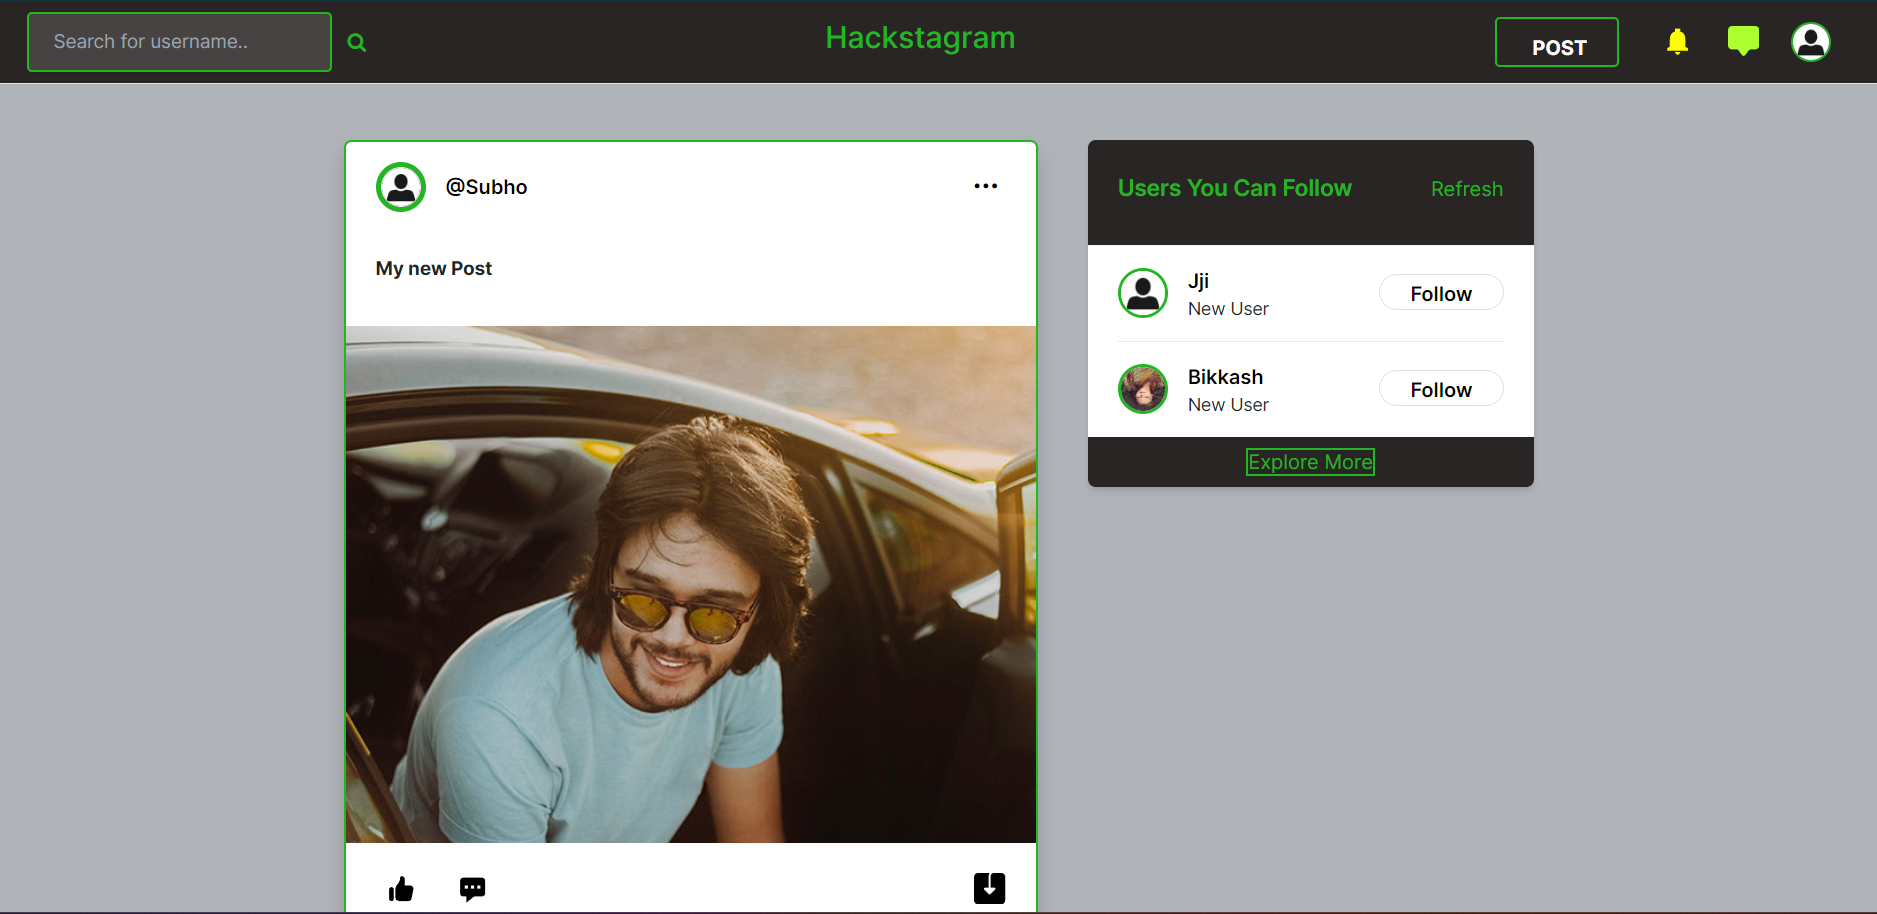 Search for username..
Hackstagram
POST
@Subho
My new Post
Users You Can Follow
Refresh
Jji
New User
Follow
Bikkash
New User
Follow
Explore More